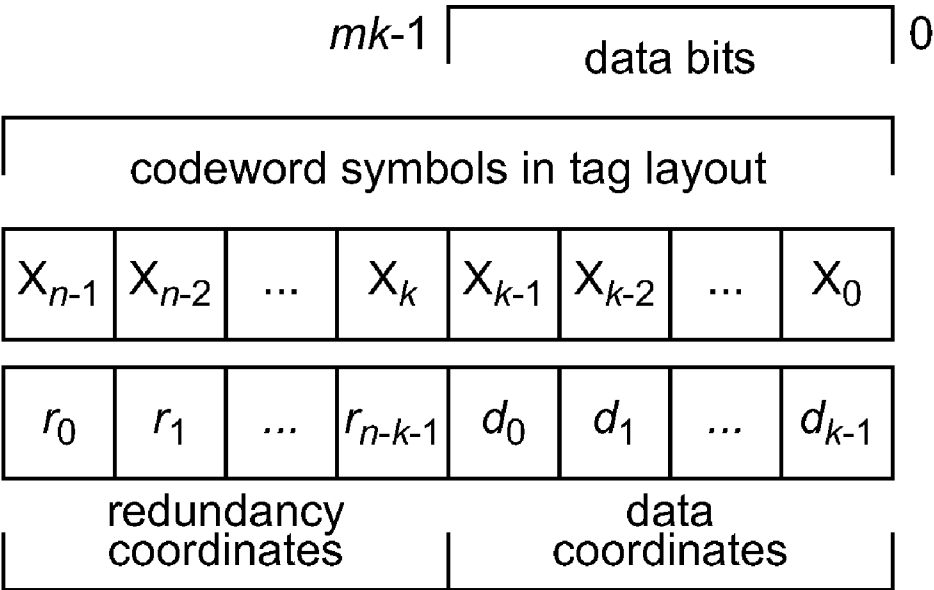 mk-1 data bits 0
codeword symbols in tag layout
Xn-1 Xn-2 ... Xk Xk-1 Xk-2 ... X0
r0 r1 ... rn-k-1 d0 d1 ... dk-1
redundancy data
coordinates coordinates